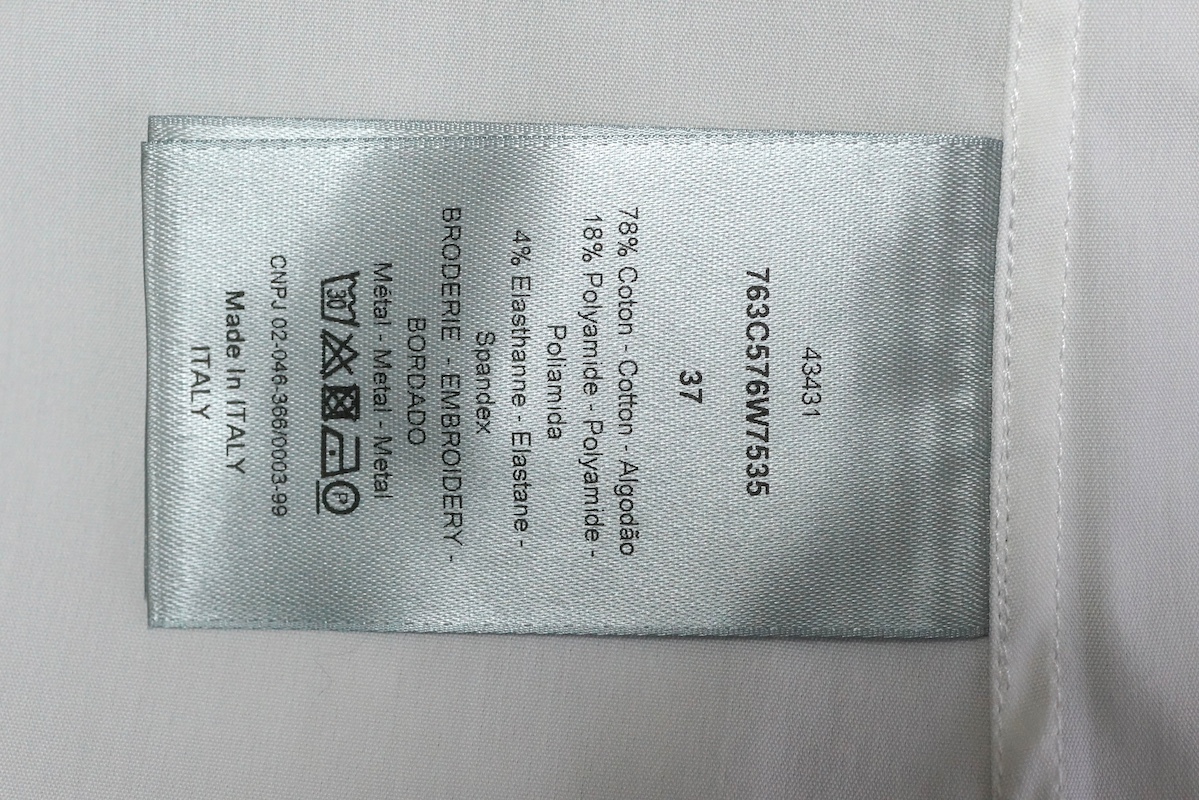 43431
763C576W7535
37
78% Coton - Cotton - Algodão
18% Polyamide - Polyamide -
Poliamida
4% Elasthanne - Elastane -
Spandex
BRODERIE - EMBROIDERY -
BORDADO
Métal - Metal - Metal
30 P
CNPJ 02-046-366/0003-99
Made In ITALY
ITALY